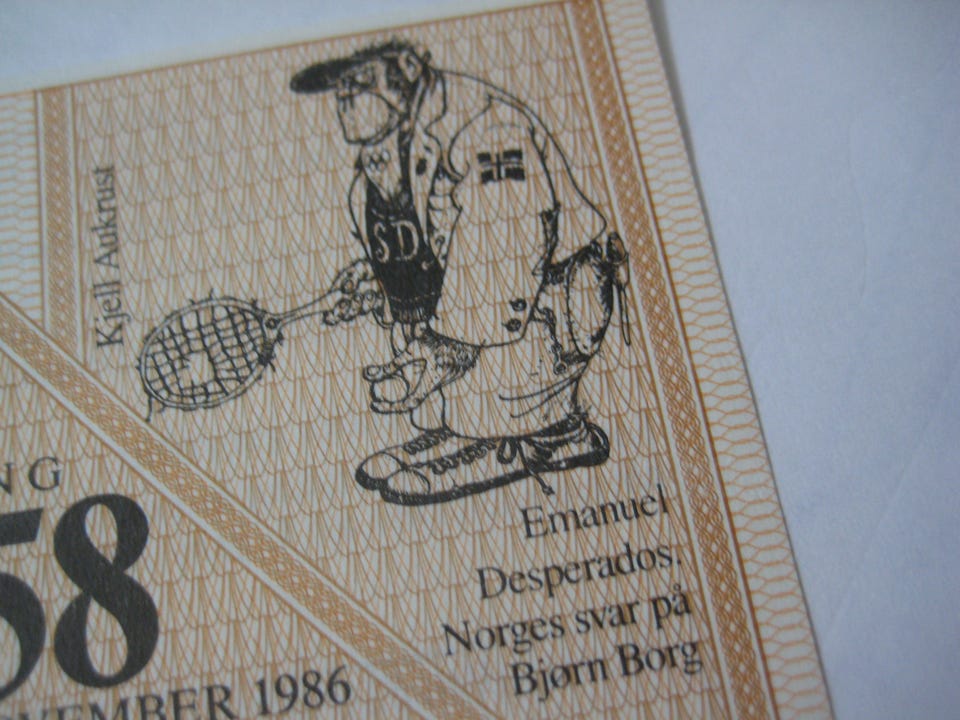 Kjell Aukrust
S.D.
NG
58
VEMBER 1986
Emanuel
Desperados.
Norges svar på
Bjørn Borg